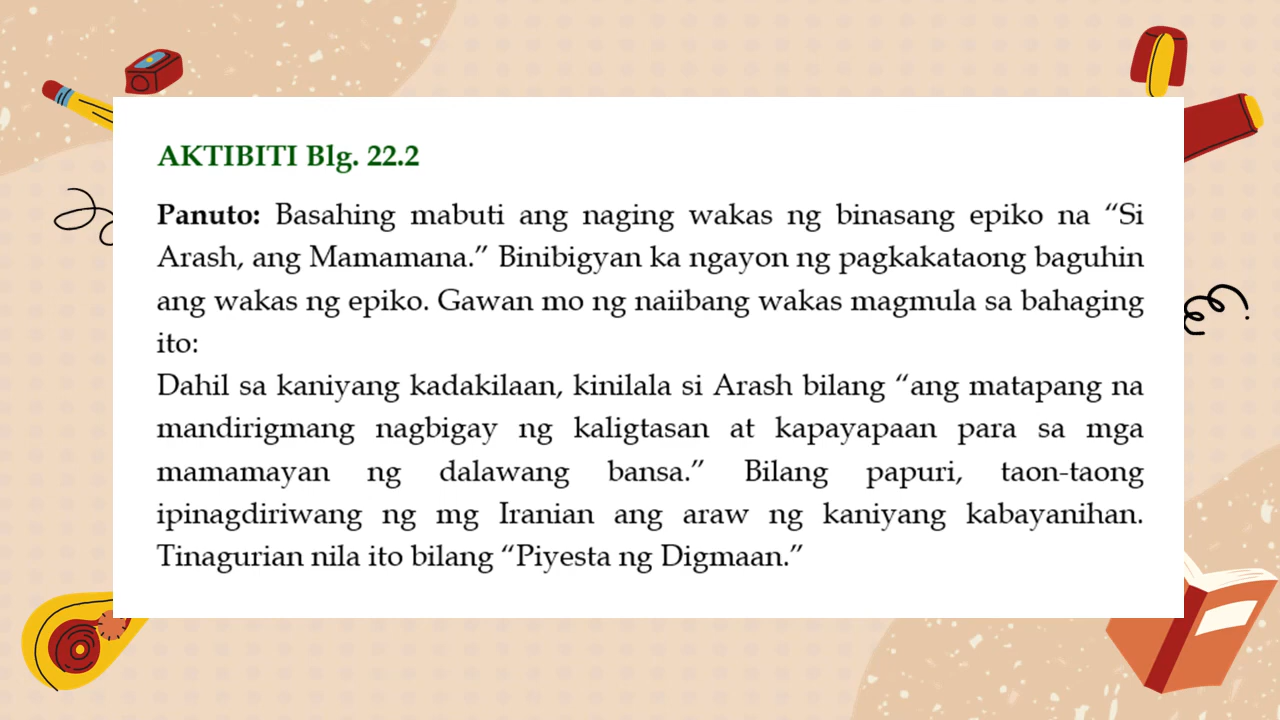 AKTIBITI Blg. 22.2
Panuto: Basahing mabuti ang naging wakas ng binasang epiko na “Si
Arash, ang Mamamana.” Binibigyan ka ngayon ng pagkakataong baguhin
ang wakas ng epiko. Gawan mo ng naiibang wakas magmula sa bahaging
ito:
Dahil sa kaniyang kadakilaan, kinilala si Arash bilang “ang matapang na
mandirigmang nagbigay ng kaligtasan at kapayapaan para sa mga
mamamayan ng dalawang bansa.” Bilang papuri, taon-taong
ipinagdiriwang ng mg Iranian ang araw ng kaniyang kabayanihan.
Tinagurian nila ito bilang “Piyesta ng Digmaan.”